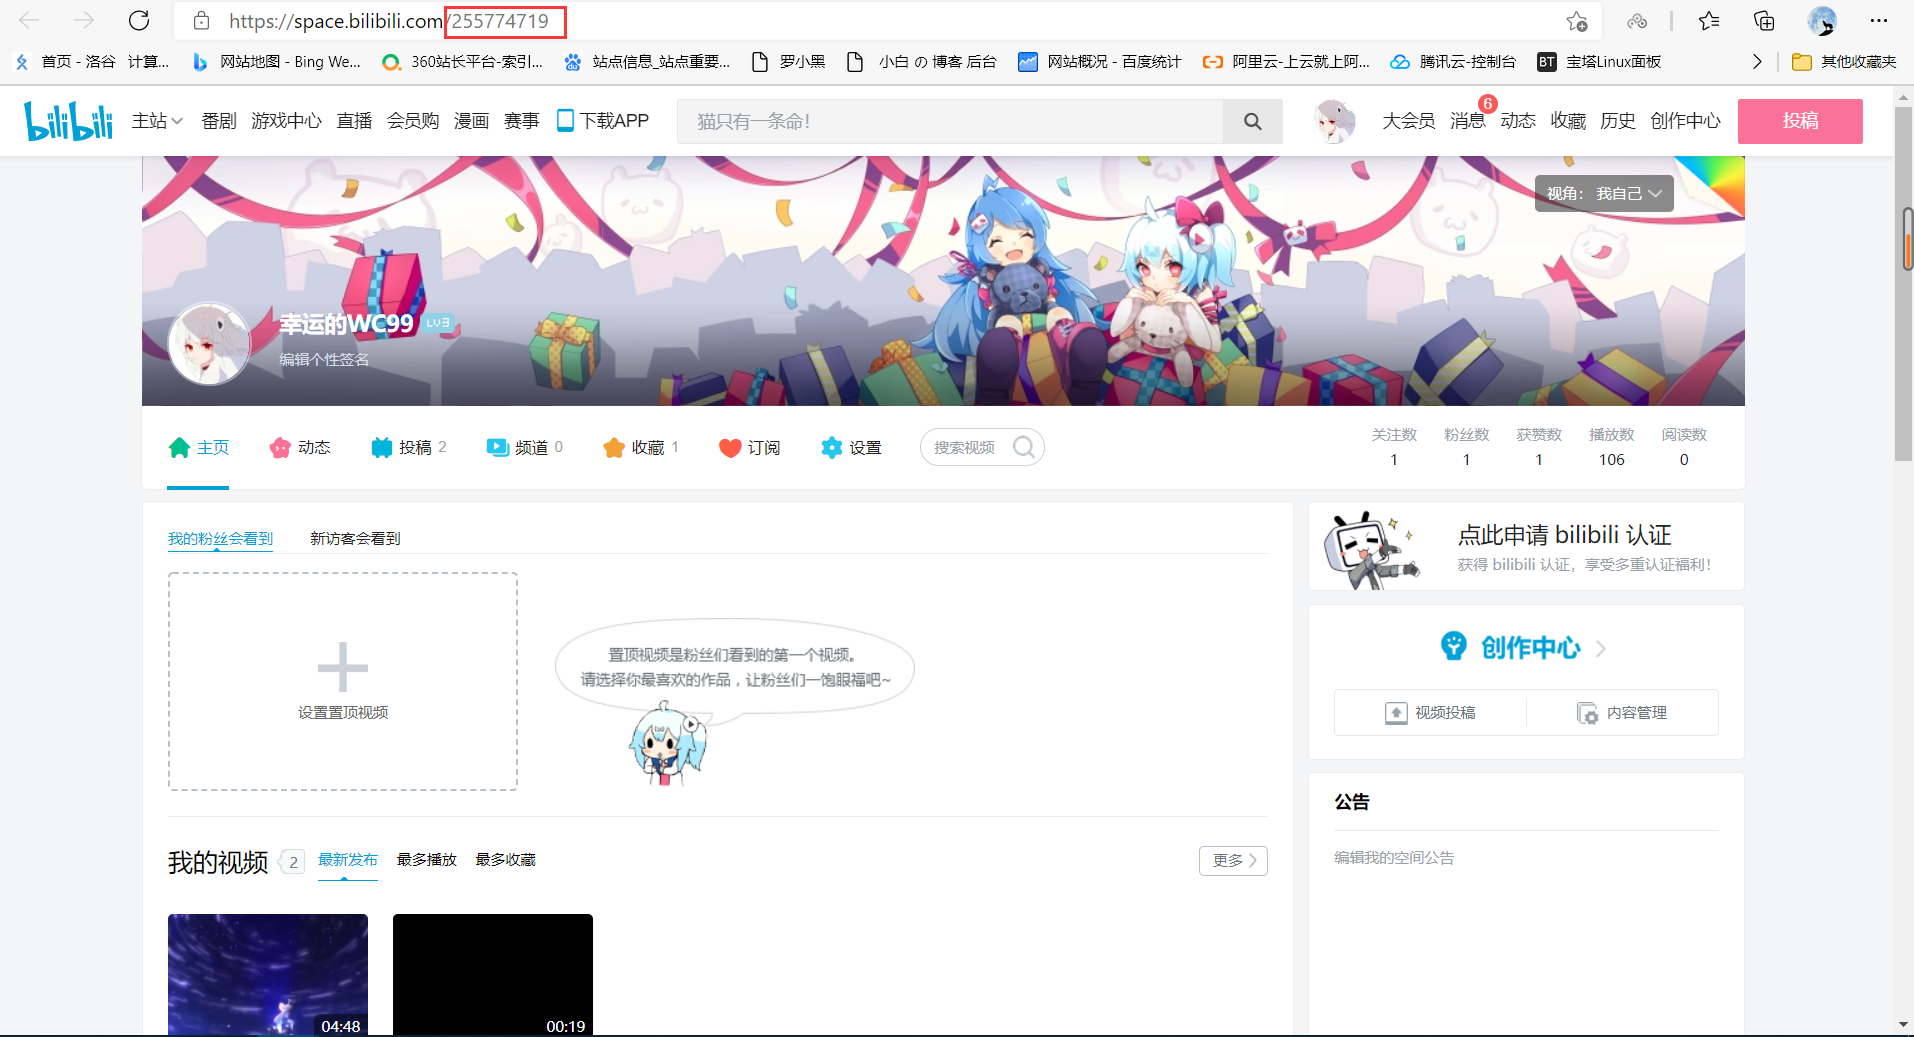 https://space.bilibili.com/255774719
首页 - 洛谷 计算... 网站地图 - Bing We... 360站长平台-索引... 站点信息_站点重要... 罗小黑 小白 の 博客 后台 网站概况 - 百度统计 阿里云-上云就上阿... 腾讯云-控制台 BT 宝塔Linux面板 其他收藏夹
bilibili 主站 番剧 游戏中心 直播 会员购 漫画 赛事 下载APP 猫只有一条命! 大会员 消息 6 动态 收藏 历史 创作中心 投稿
视角: 我自己
幸运的WC99 LV3
编辑个性签名
主页 动态 投稿 2 频道 0 收藏 1 订阅 设置 搜索视频
关注数 粉丝数 获赞数 播放数 阅读数
1 1 1 106 0
我的粉丝会看到 新访客会看到
置顶视频是粉丝们看到的第一个视频。
请选择你最喜欢的作品，让粉丝们一饱眼福吧~
设置置顶视频
点此申请 bilibili 认证
获得 bilibili 认证，享受多重认证福利！
创作中心
视频投稿 内容管理
公告
编辑我的空间公告
我的视频 2 最新发布 最多播放 最多收藏 更多
04:48 00:19